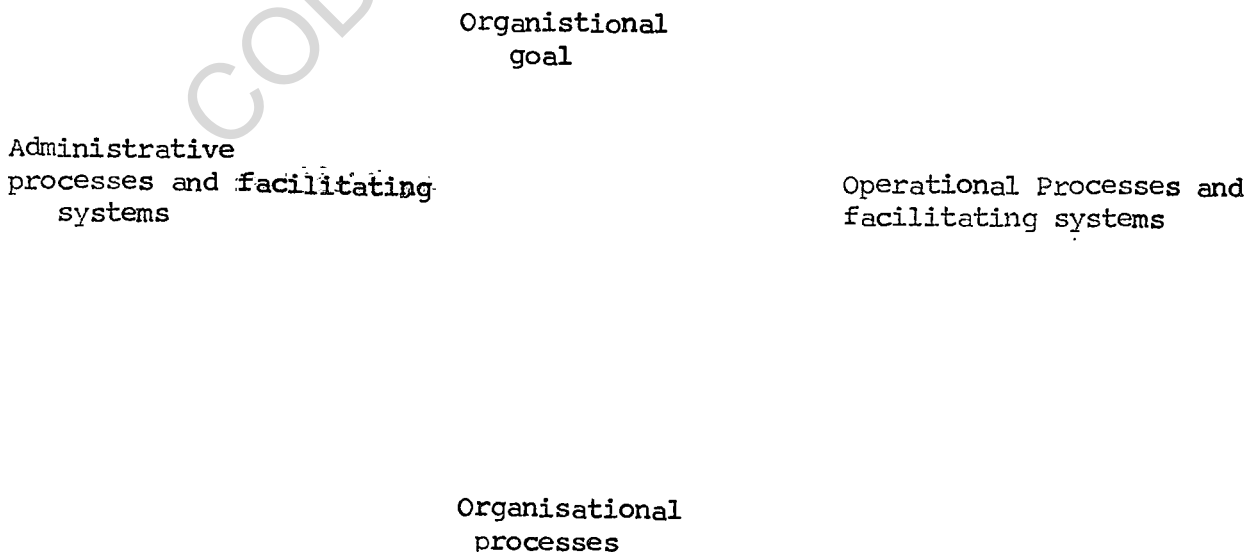 Organistional
goal
Administrative
processes and facilitating
systems
Operational Processes and
facilitating systems
Organisational
processes